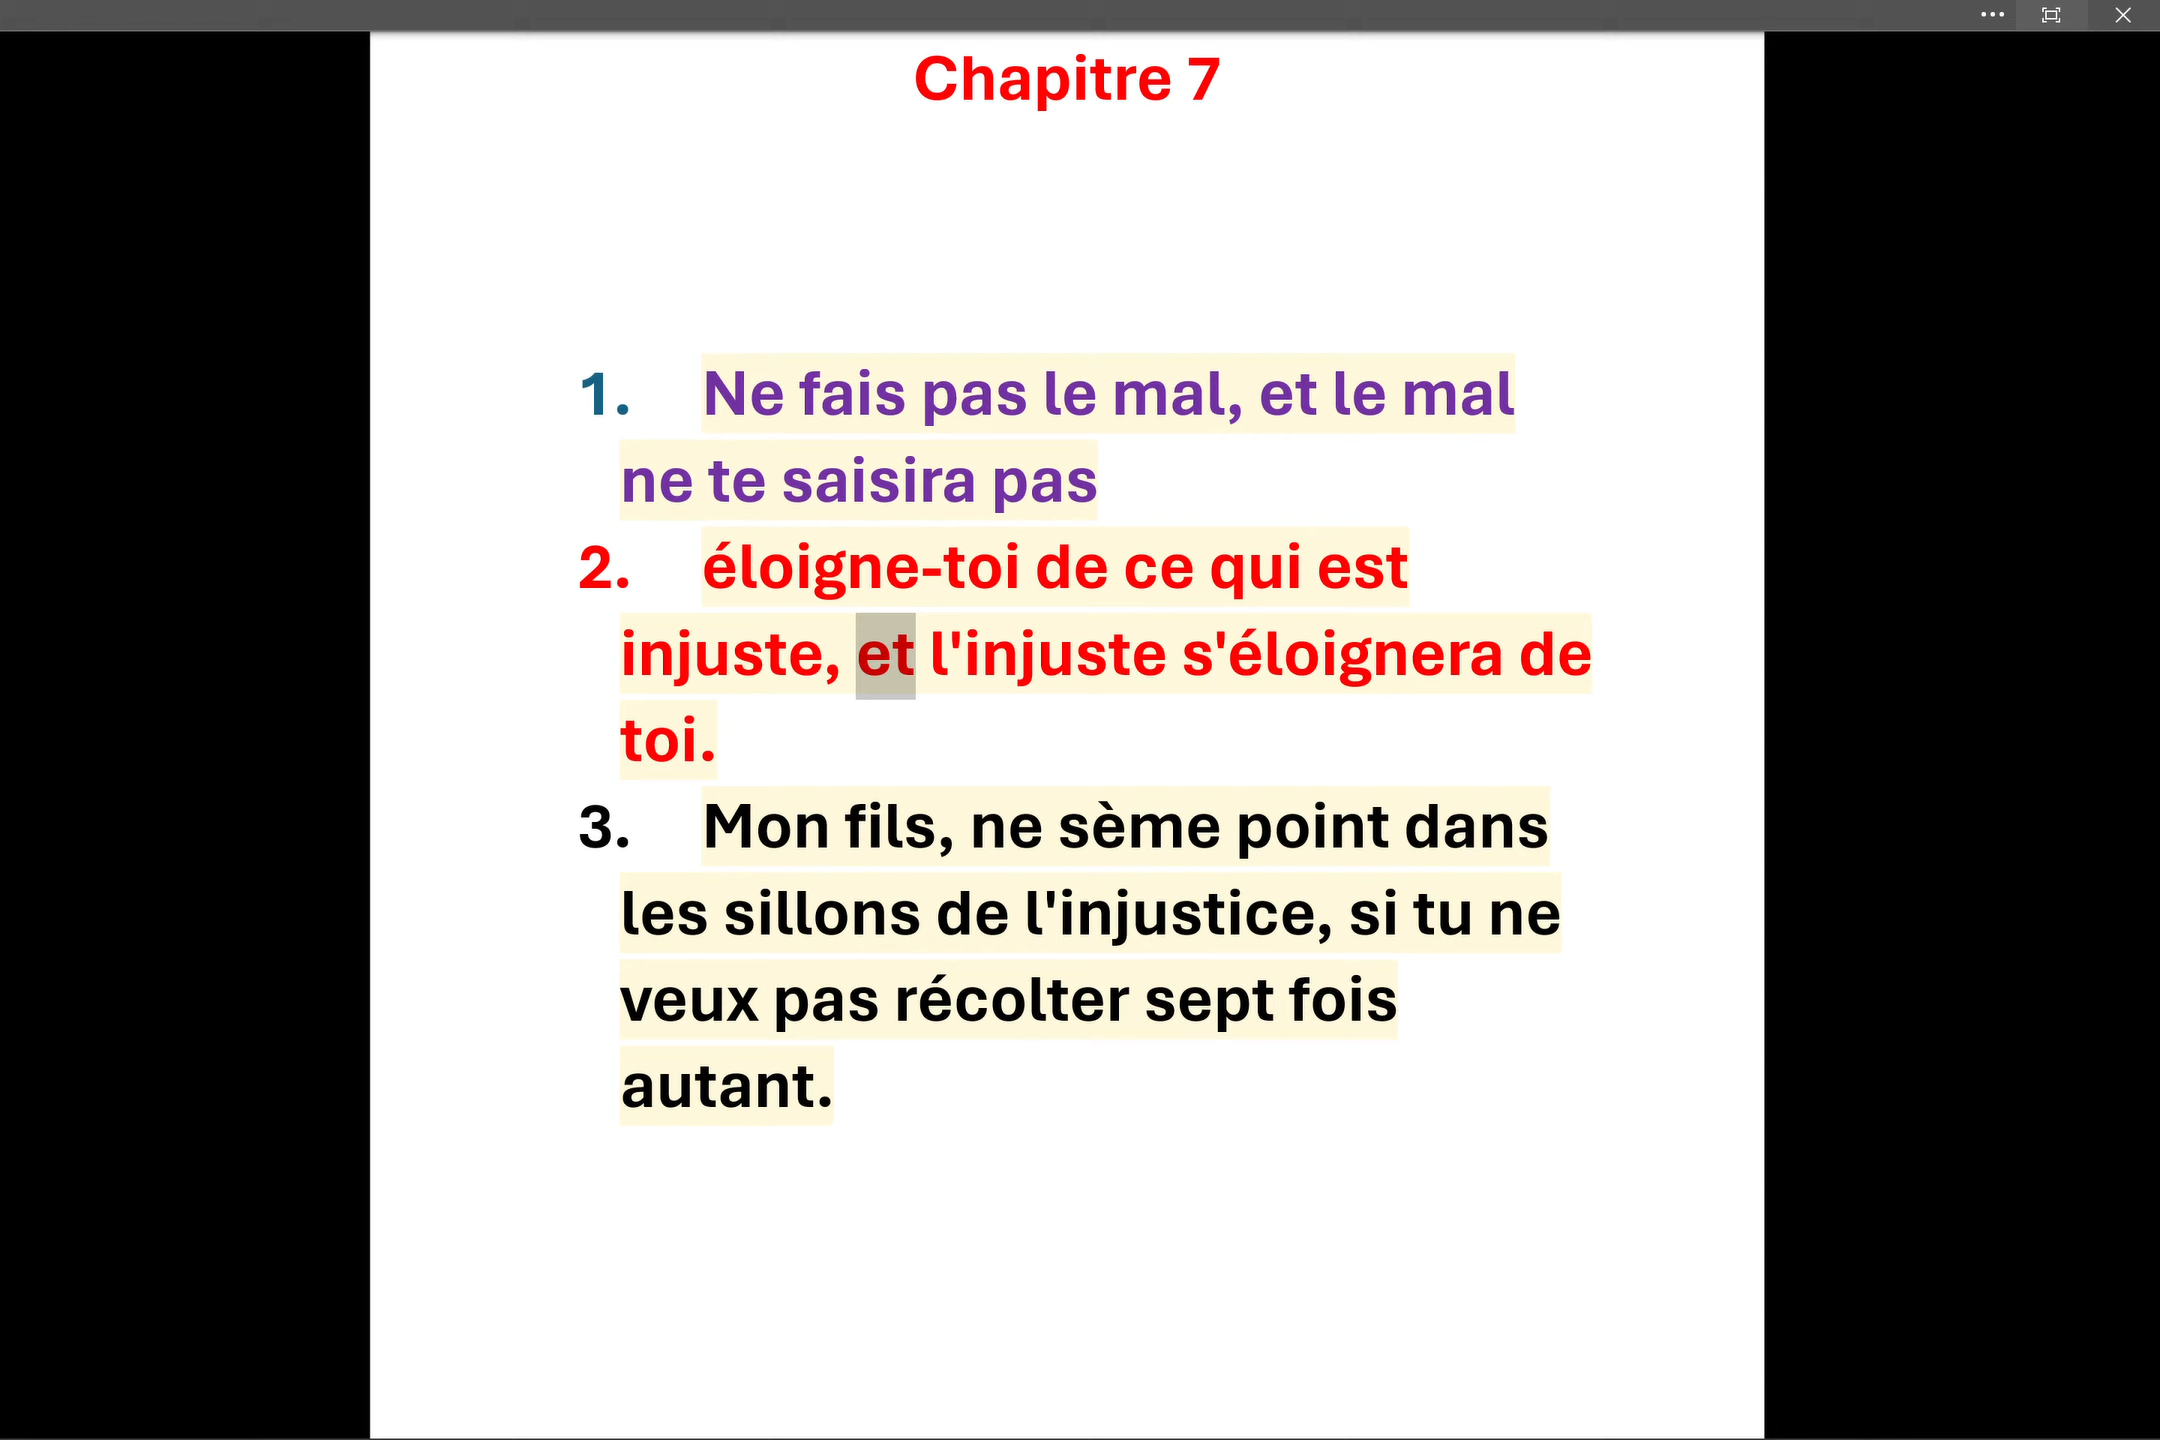 Chapitre 7
1. Ne fais pas le mal, et le mal
ne te saisira pas
2. éloigne-toi de ce qui est
injuste, et l'injuste s'éloignera de
toi.
3. Mon fils, ne sème point dans
les sillons de l'injustice, si tu ne
veux pas récolter sept fois
autant.